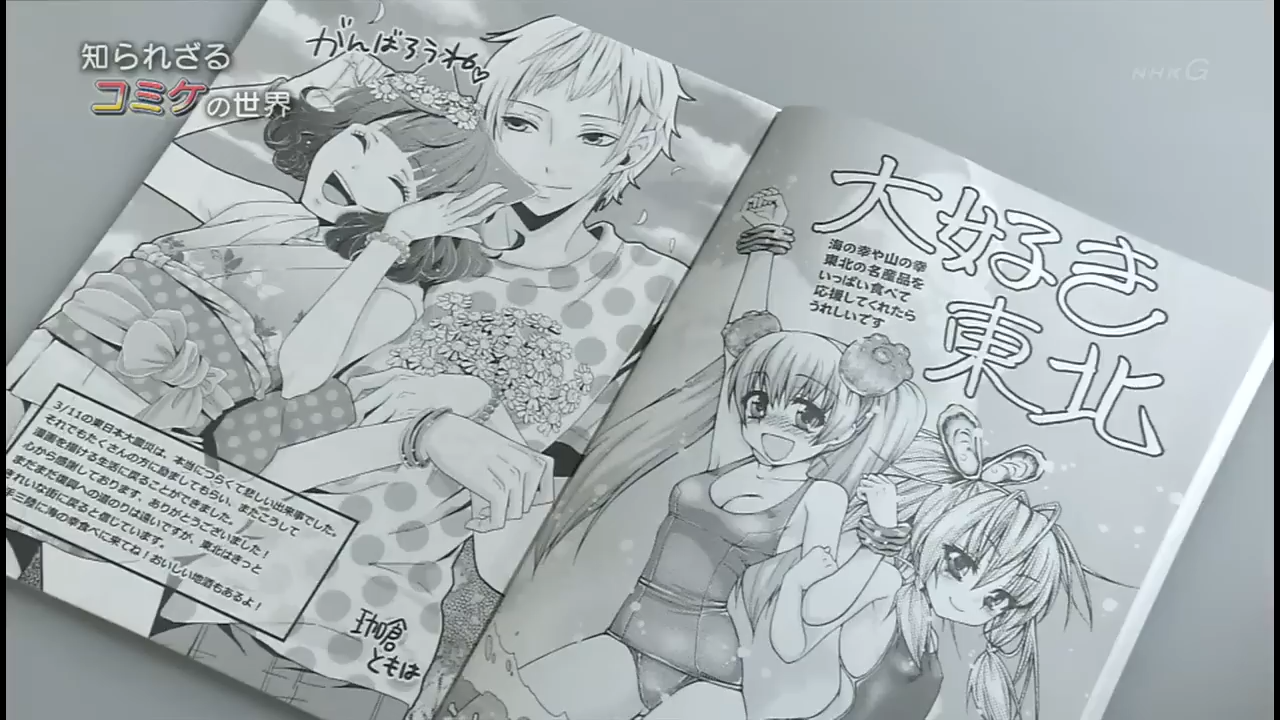 知られざる
コミケの世界
NHK G
がんばろうね♡
3/11の東日本大震災は、本当につらくて悲しい出来事でした。
それでもたくさんの方に励ましてもらい、またこうして
漫画を描ける生活に戻ることができました。
心から感謝しております。ありがとうございました!
まだまだ復興への道のりは遠いですが、東北はきっと
きれいな街に戻ると信じています。
三陸に海の幸食べに来てね!おいしい地酒もあるよ!
ともは
大好き
東北
海の幸や山の幸
東北の名産品を
いっぱい食べて
応援してくれたら
うれしいです